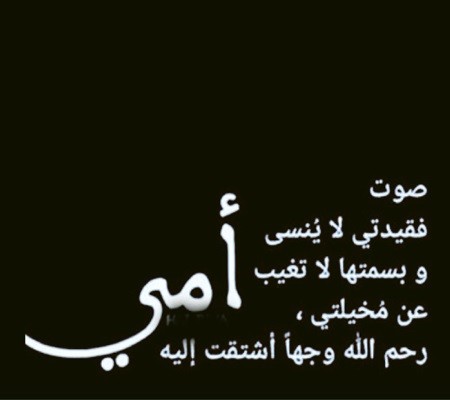 صوت
فقيدتي لا يُنسى
و بسمتها لا تغيب
عن مُخيلتي ،
رحم الله وجهاً أشتقت إليه
أمي